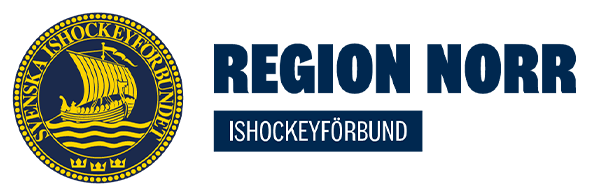 SVENSKA ISHOCKEYFÖRBUNDET
REGION NORR
ISHOCKEYFÖRBUND